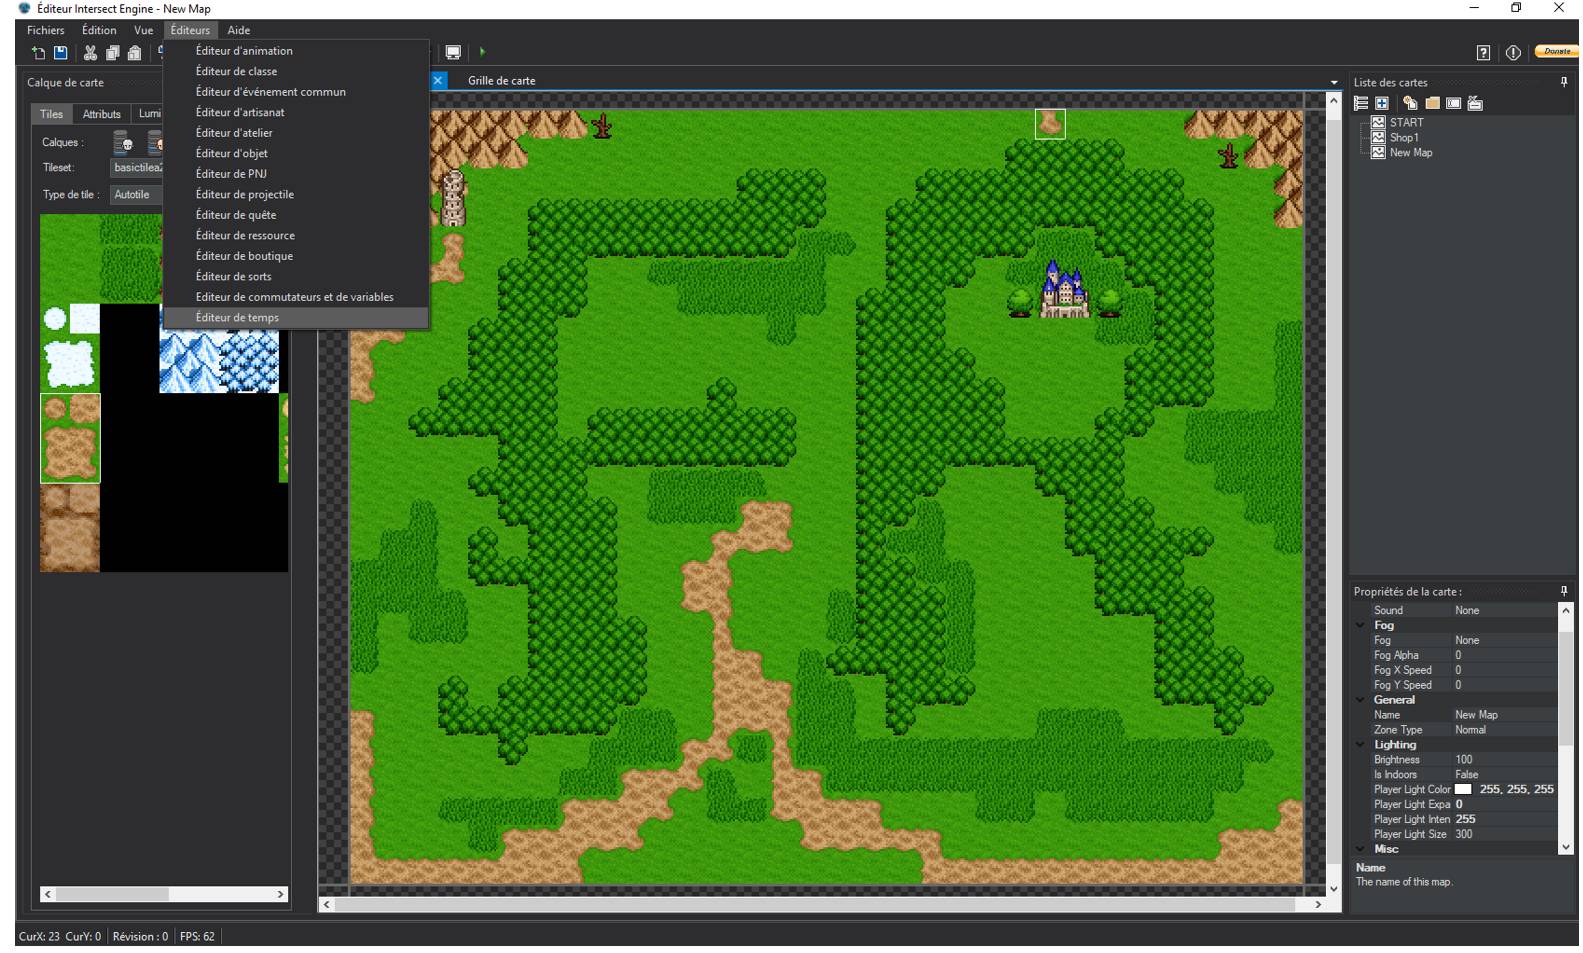 Éditeur Intersect Engine - New Map
Fichiers Édition Vue Éditeurs Aide
Donate
Éditeur d'animation
Éditeur de classe
Éditeur d'événement commun
Éditeur d'artisanat
Éditeur d'atelier
Éditeur d'objet
Éditeur de PNJ
Éditeur de projectile
Éditeur de quête
Éditeur de ressource
Éditeur de boutique
Éditeur de sorts
Éditeur de commutateurs et de variables
Éditeur de temps
Calque de carte
Tiles Attributs Lumi
Calques :
Tileset: basictilea2
Type de tile : Autotile
Grille de carte
Liste des cartes
START
Shop1
New Map
Propriétés de la carte :
Sound None
Fog
Fog None
Fog Alpha 0
Fog X Speed 0
Fog Y Speed 0
General
Name New Map
Zone Type Normal
Lighting
Brightness 100
Is Indoors False
Player Light Color 255, 255, 255
Player Light Expa 0
Player Light Inten 255
Player Light Size 300
Misc
Name
The name of this map.
CurX: 23 CurY: 0 Révision : 0 FPS: 62